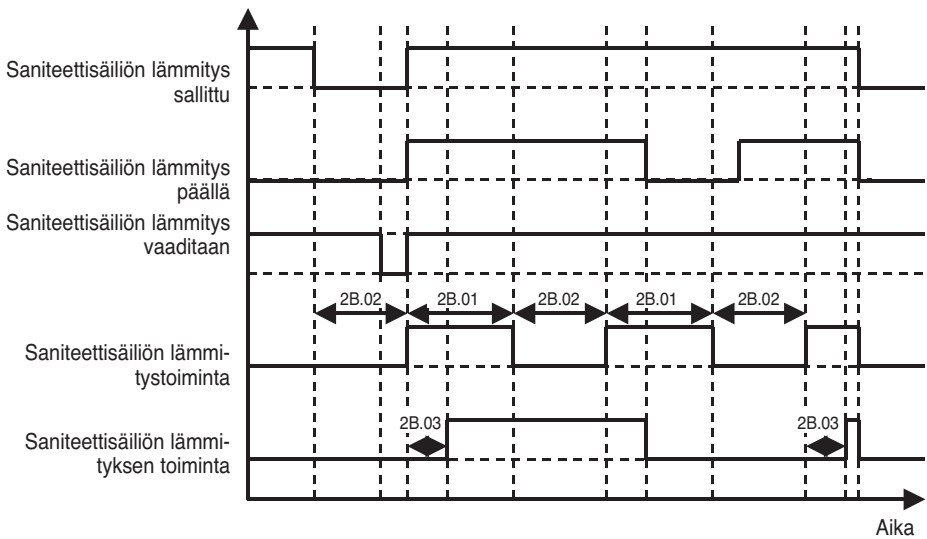 Saniteettisäiliön lämmitys
sallittu
Saniteettisäiliön lämmitys
päällä
Saniteettisäiliön lämmitys
vaaditaan
2B.02
2B.01
2B.02
2B.01
2B.02
Saniteettisäiliön lämmi-
tystoiminta
2B.03
2B.03
Saniteettisäiliön lämmi-
tyksen toiminta
Aika